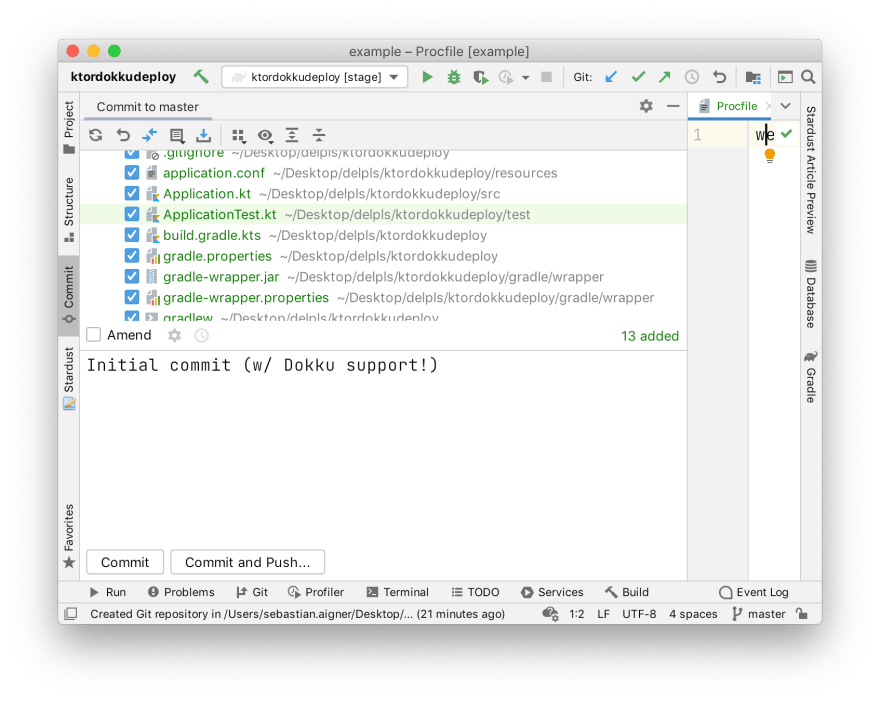 example – Procfile [example]
ktordokkudeploy ktordokkudeploy [stage] Git:
Commit to master
Procfile
1 we
.gitignore ~/Desktop/delpls/ktordokkudeploy
application.conf ~/Desktop/delpls/ktordokkudeploy/resources
Application.kt ~/Desktop/delpls/ktordokkudeploy/src
ApplicationTest.kt ~/Desktop/delpls/ktordokkudeploy/test
build.gradle.kts ~/Desktop/delpls/ktordokkudeploy
gradle.properties ~/Desktop/delpls/ktordokkudeploy
gradle-wrapper.jar ~/Desktop/delpls/ktordokkudeploy/gradle/wrapper
gradle-wrapper.properties ~/Desktop/delpls/ktordokkudeploy/gradle/wrapper
gradlew ~/Desktop/delpls/ktordokkudeploy
Amend 13 added
Initial commit (w/ Dokku support!)
Commit Commit and Push...
Project
Structure
Commit
Stardust
Favorites
Stardust Article Preview
Database
Gradle
Run Problems Git Profiler Terminal TODO Services Build Event Log
Created Git repository in /Users/sebastian.aigner/Desktop/... (21 minutes ago) 1:2 LF UTF-8 4 spaces master